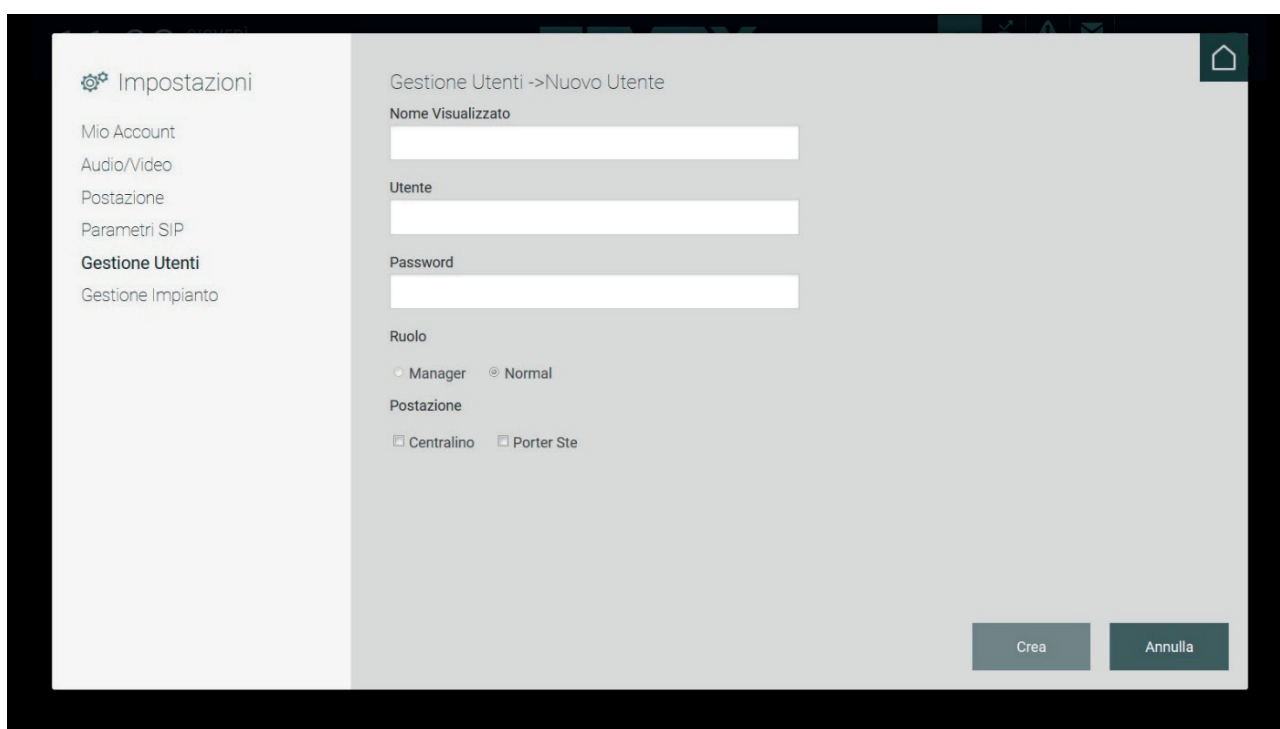 Impostazioni
Mio Account
Audio/Video
Postazione
Parametri SIP
Gestione Utenti
Gestione Impianto
Gestione Utenti ->Nuovo Utente
Nome Visualizzato
Utente
Password
Ruolo
Manager Normal
Postazione
Centralino Porter Ste
Crea Annulla